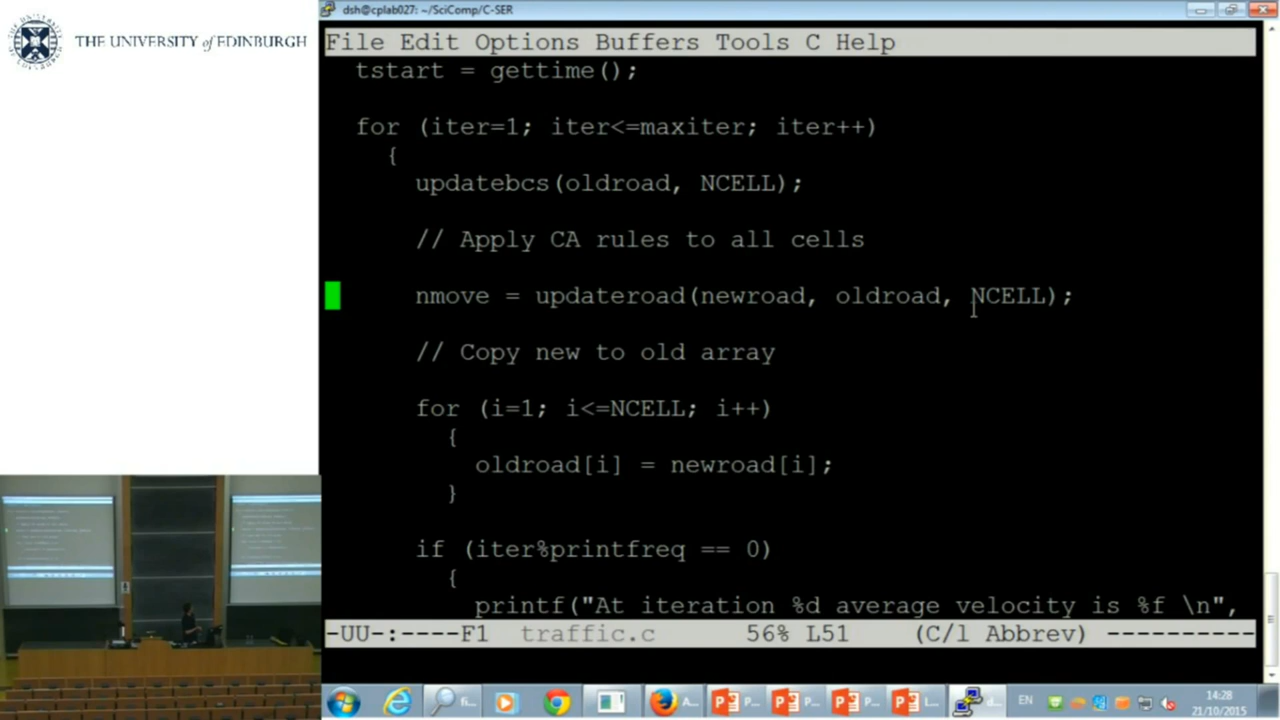 THE UNIVERSITY of EDINBURGH
dsh@cplab027: ~/SciComp/C-SER
File Edit Options Buffers Tools C Help
tstart = gettime();
for (iter=1; iter<=maxiter; iter++)
{
updatebcs(oldroad, NCELL);
// Apply CA rules to all cells
nmove = updateroad(newroad, oldroad, NCELL);
// Copy new to old array
for (i=1; i<=NCELL; i++)
{
oldroad[i] = newroad[i];
}
if (iter%printfreq == 0)
{
printf("At iteration %d average velocity is %f \n",
-UU-:----F1 traffic.c 56% L51 (C/l Abbrev) ----------
fi... A... P... P... P... L... d... EN 14:28
21/10/2015